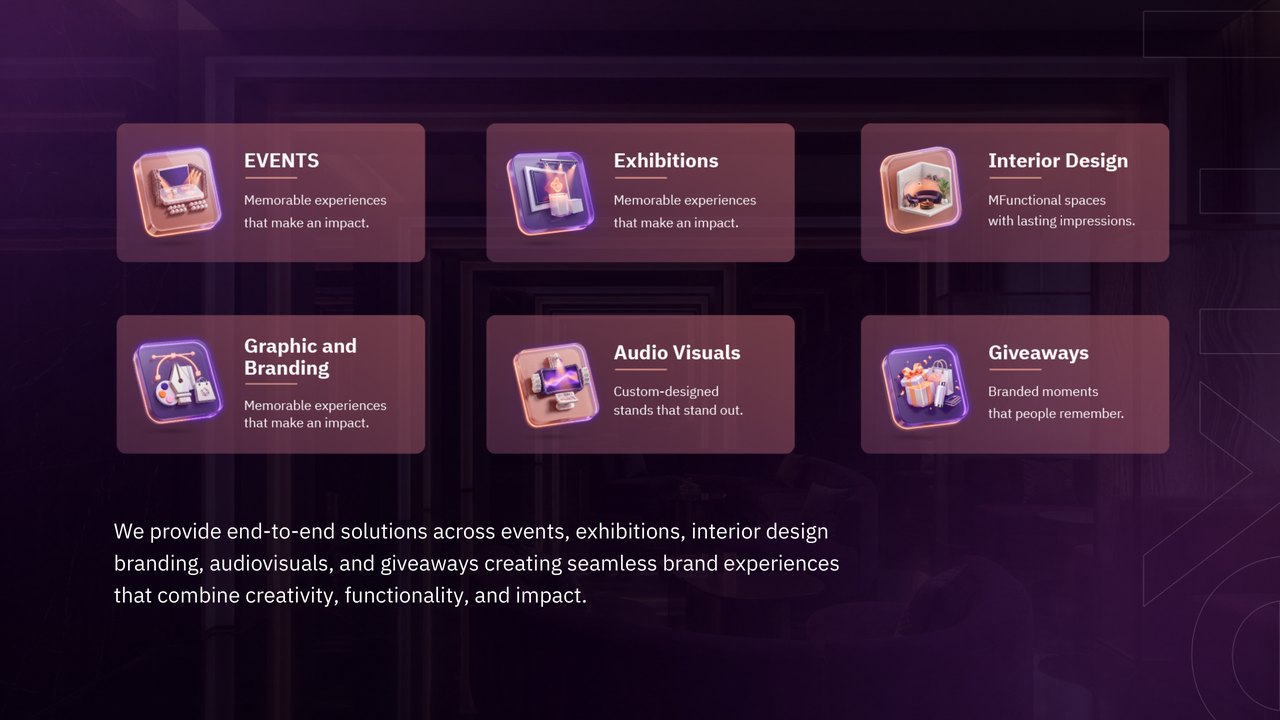 EVENTS
Memorable experiences
that make an impact.
Exhibitions
Memorable experiences
that make an impact.
Interior Design
MFunctional spaces
with lasting impressions.
Graphic and
Branding
Memorable experiences
that make an impact.
Audio Visuals
Custom-designed
stands that stand out.
Giveaways
Branded moments
that people remember.
We provide end-to-end solutions across events, exhibitions, interior design
branding, audiovisuals, and giveaways creating seamless brand experiences
that combine creativity, functionality, and impact.